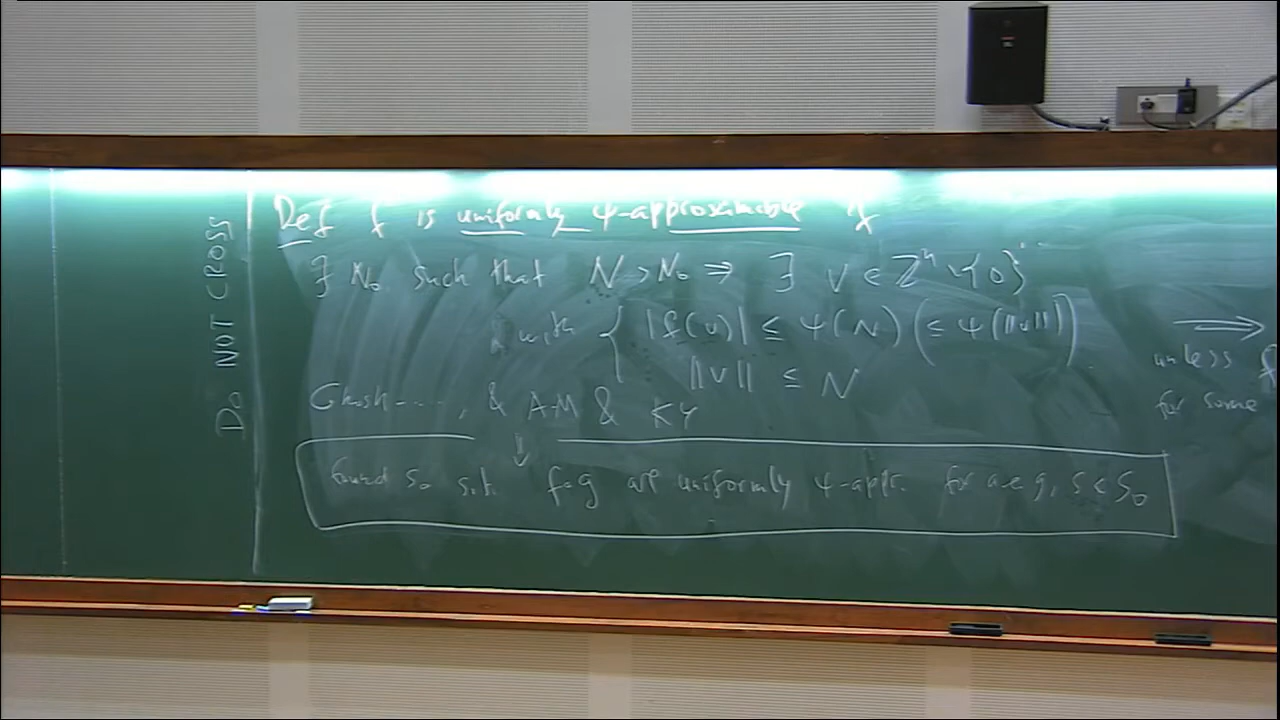 DO NOT CROSS
Def f is uniformly ψ-approximable if
∃ N₀ such that N > N₀ ⇒ ∃ v ∈ ℤⁿ \ {0}
with { |f(v)| ≤ ψ(N) (≤ ψ(||v||))
||v|| ≤ N
Ghosh ...., & A-M & KY
↓
found s₀ s.t. f∘g are uniformly ψ-appr. for a.e. g, s < s₀
⟹
unless f
for some